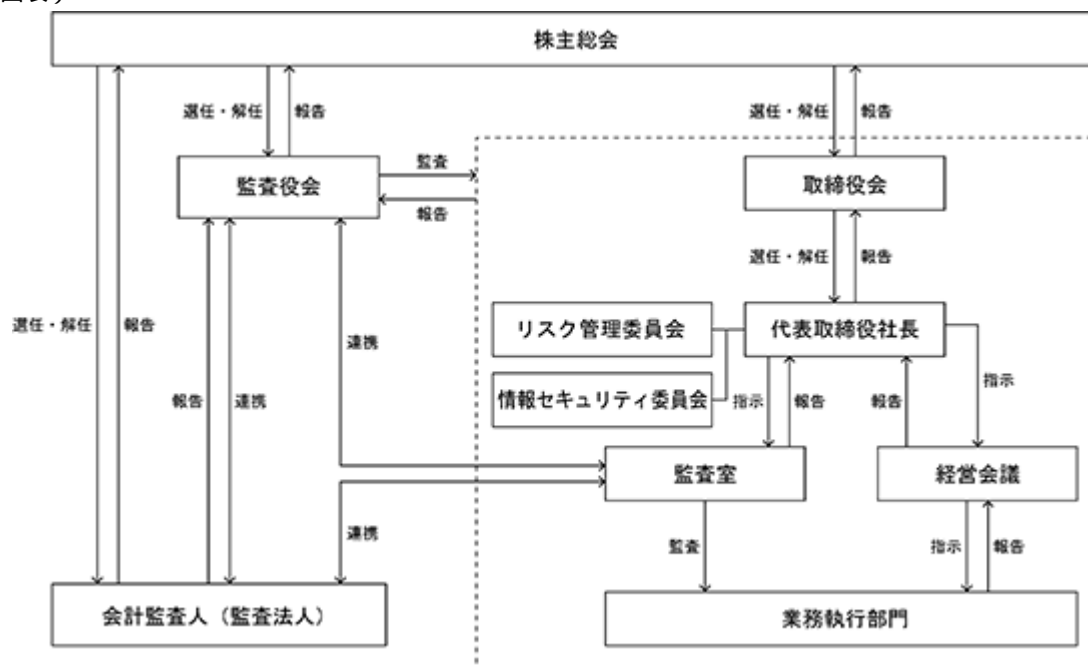 株主総会
選任・解任
報告
選任・解任
報告
監査
監査役会
取締役会
報告
選任・解任
報告
選任・解任
報告
リスク管理委員会
代表取締役社長
連携
指示
情報セキュリティ委員会
指示
報告
報告
報告
連携
監査室
経営会議
連携
監査
指示
報告
会計監査人（監査法人）
業務執行部門